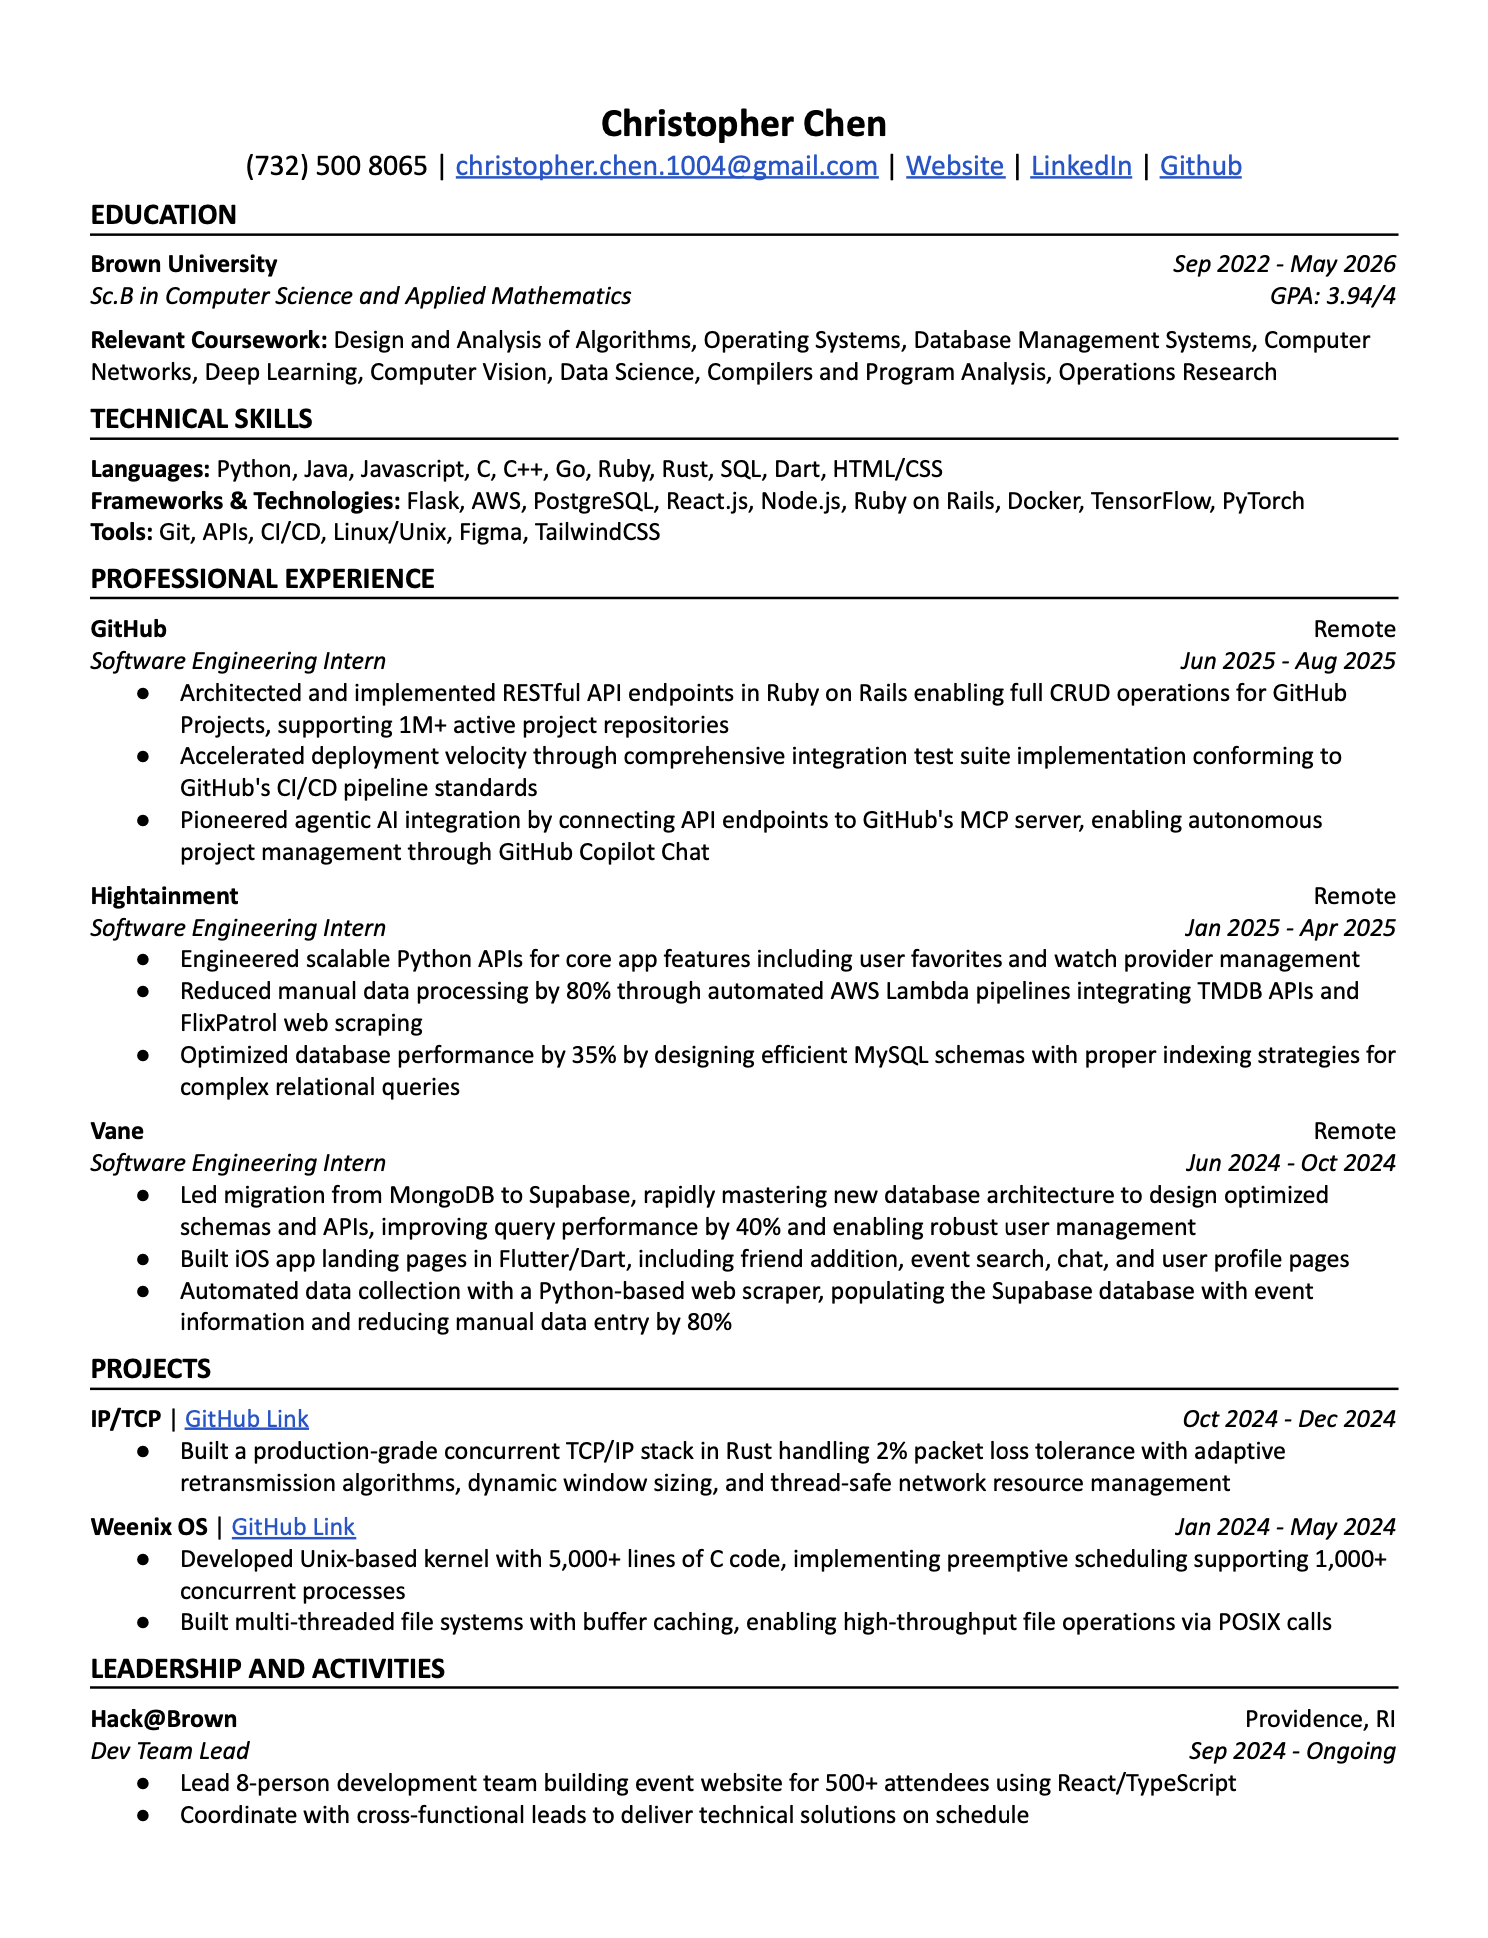 Christopher Chen
(732) 500 8065 | christopher.chen.1004@gmail.com | Website | LinkedIn | Github
EDUCATION
Brown University Sep 2022 - May 2026
Sc.B in Computer Science and Applied Mathematics GPA: 3.94/4
Relevant Coursework: Design and Analysis of Algorithms, Operating Systems, Database Management Systems, Computer
Networks, Deep Learning, Computer Vision, Data Science, Compilers and Program Analysis, Operations Research
TECHNICAL SKILLS
Languages: Python, Java, Javascript, C, C++, Go, Ruby, Rust, SQL, Dart, HTML/CSS
Frameworks & Technologies: Flask, AWS, PostgreSQL, React.js, Node.js, Ruby on Rails, Docker, TensorFlow, PyTorch
Tools: Git, APIs, CI/CD, Linux/Unix, Figma, TailwindCSS
PROFESSIONAL EXPERIENCE
GitHub Remote
Software Engineering Intern Jun 2025 - Aug 2025
● Architected and implemented RESTful API endpoints in Ruby on Rails enabling full CRUD operations for GitHub
Projects, supporting 1M+ active project repositories
● Accelerated deployment velocity through comprehensive integration test suite implementation conforming to
GitHub's CI/CD pipeline standards
● Pioneered agentic AI integration by connecting API endpoints to GitHub's MCP server, enabling autonomous
project management through GitHub Copilot Chat
Hightainment Remote
Software Engineering Intern Jan 2025 - Apr 2025
● Engineered scalable Python APIs for core app features including user favorites and watch provider management
● Reduced manual data processing by 80% through automated AWS Lambda pipelines integrating TMDB APIs and
FlixPatrol web scraping
● Optimized database performance by 35% by designing efficient MySQL schemas with proper indexing strategies for
complex relational queries
Vane Remote
Software Engineering Intern Jun 2024 - Oct 2024
● Led migration from MongoDB to Supabase, rapidly mastering new database architecture to design optimized
schemas and APIs, improving query performance by 40% and enabling robust user management
● Built iOS app landing pages in Flutter/Dart, including friend addition, event search, chat, and user profile pages
● Automated data collection with a Python-based web scraper, populating the Supabase database with event
information and reducing manual data entry by 80%
PROJECTS
IP/TCP | GitHub Link Oct 2024 - Dec 2024
● Built a production-grade concurrent TCP/IP stack in Rust handling 2% packet loss tolerance with adaptive
retransmission algorithms, dynamic window sizing, and thread-safe network resource management
Weenix OS | GitHub Link Jan 2024 - May 2024
● Developed Unix-based kernel with 5,000+ lines of C code, implementing preemptive scheduling supporting 1,000+
concurrent processes
● Built multi-threaded file systems with buffer caching, enabling high-throughput file operations via POSIX calls
LEADERSHIP AND ACTIVITIES
Hack@Brown Providence, RI
Dev Team Lead Sep 2024 - Ongoing
● Lead 8-person development team building event website for 500+ attendees using React/TypeScript
● Coordinate with cross-functional leads to deliver technical solutions on schedule